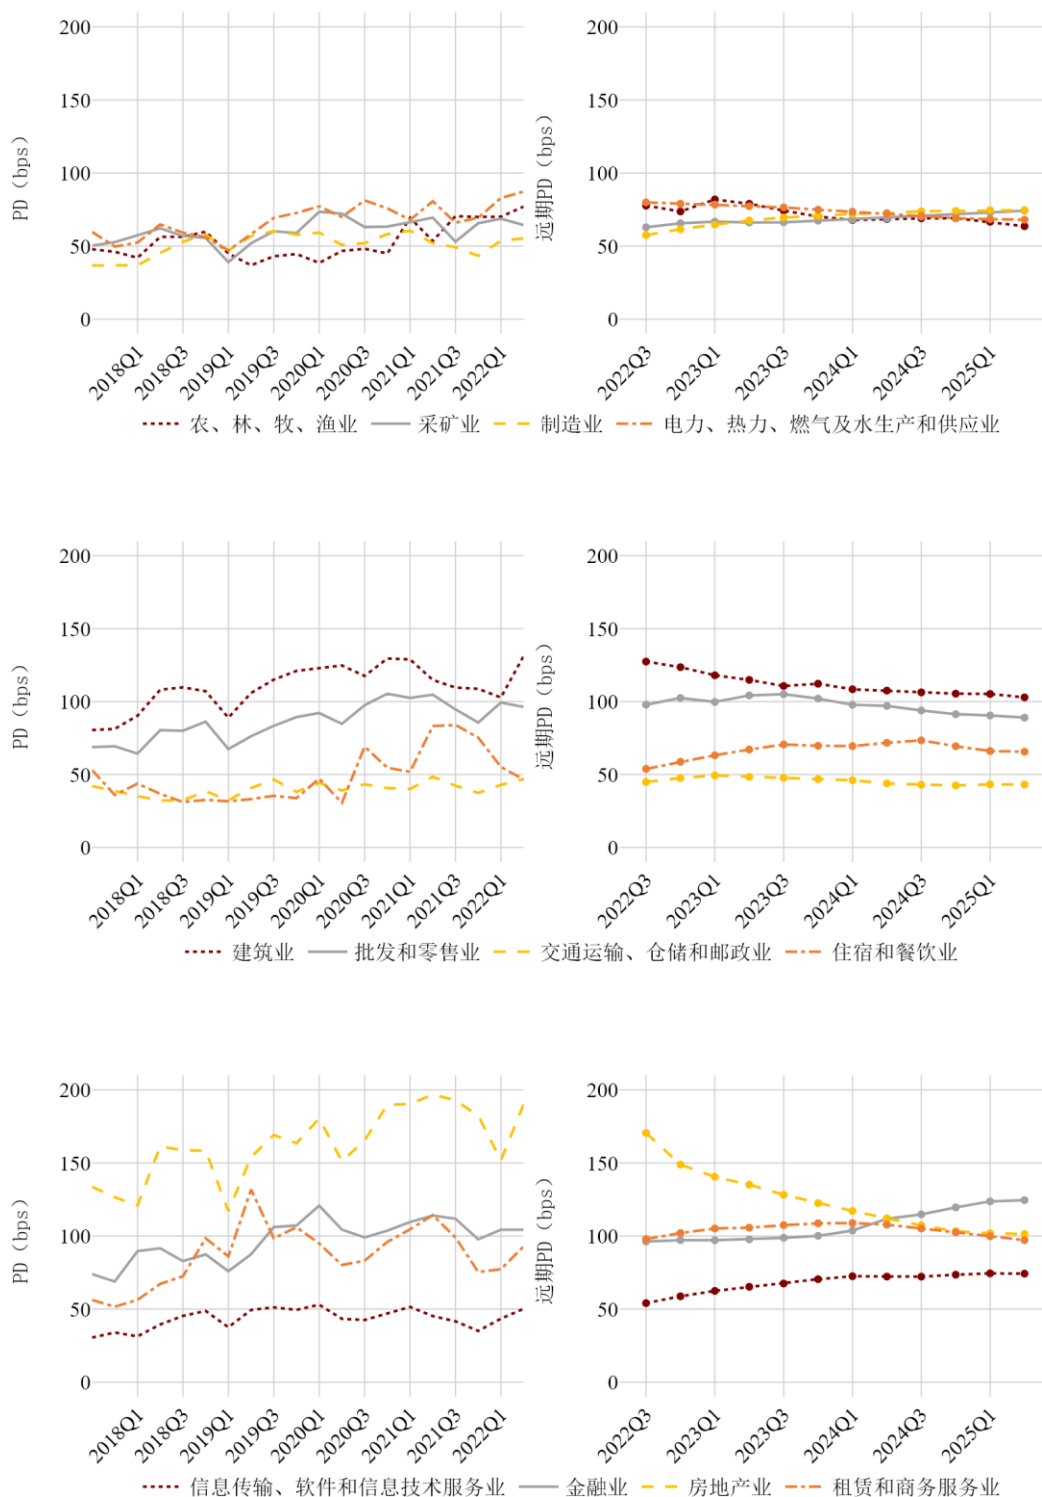 200
150
100
50
0
PD（bps）
2018Q1 2018Q3 2019Q1 2019Q3 2020Q1 2020Q3 2021Q1 2021Q3 2022Q1
200
150
100
50
0
远期PD（bps）
2022Q3 2023Q1 2023Q3 2024Q1 2024Q3 2025Q1
农、林、牧、渔业 采矿业 制造业 电力、热力、燃气及水生产和供应业
200
150
100
50
0
PD（bps）
2018Q1 2018Q3 2019Q1 2019Q3 2020Q1 2020Q3 2021Q1 2021Q3 2022Q1
200
150
100
50
0
远期PD（bps）
2022Q3 2023Q1 2023Q3 2024Q1 2024Q3 2025Q1
建筑业 批发和零售业 交通运输、仓储和邮政业 住宿和餐饮业
200
150
100
50
0
PD（bps）
2018Q1 2018Q3 2019Q1 2019Q3 2020Q1 2020Q3 2021Q1 2021Q3 2022Q1
200
150
100
50
0
远期PD（bps）
2022Q3 2023Q1 2023Q3 2024Q1 2024Q3 2025Q1
信息传输、软件和信息技术服务业 金融业 房地产业 租赁和商务服务业